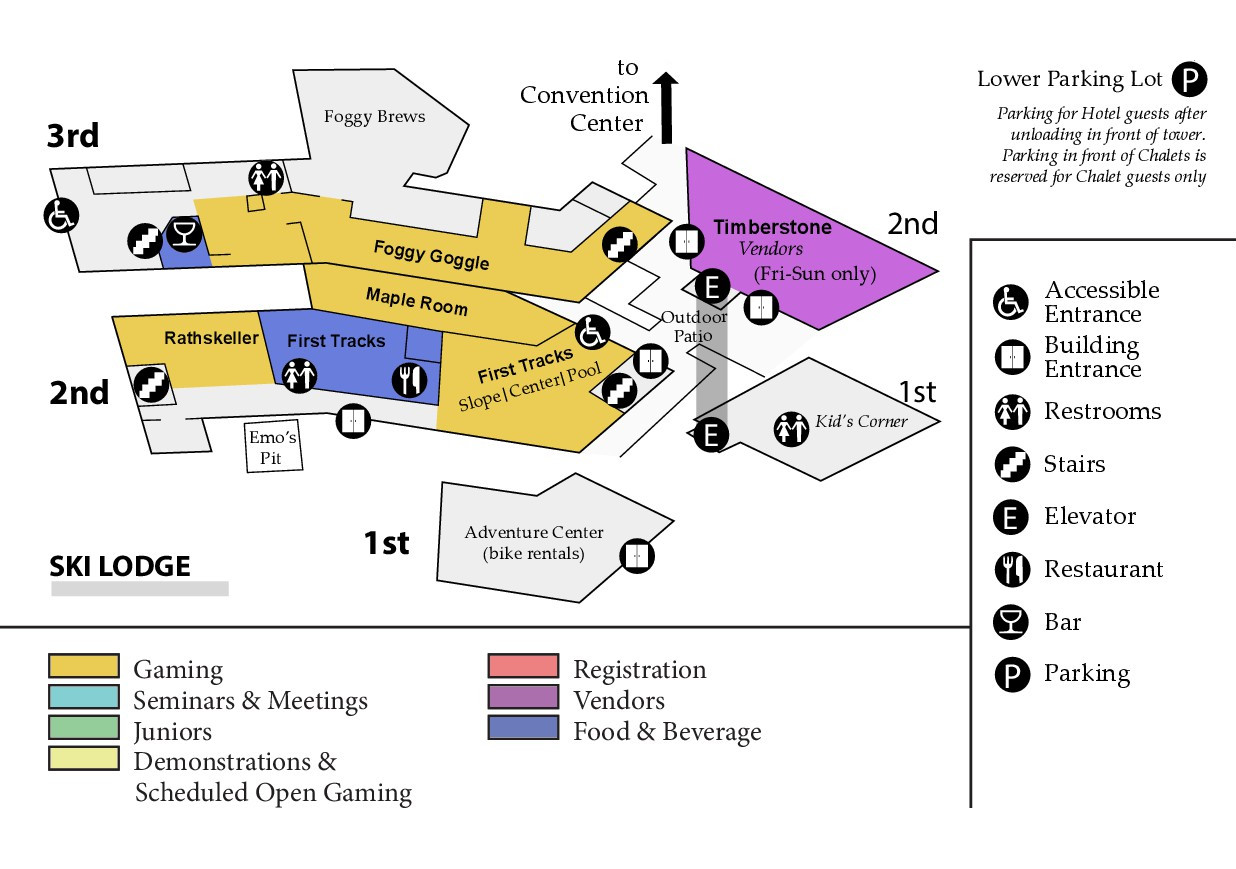 to
Convention
Center
Lower Parking Lot P
Parking for Hotel guests after
unloading in front of tower.
Parking in front of Chalets is
reserved for Chalet guests only
3rd
Foggy Brews
Foggy Goggle
Timberstone
Vendors
(Fri-Sun only)
2nd
E
Outdoor
Patio
Maple Room
2nd
Rathskeller
First Tracks
First Tracks
Slope|Center|Pool
1st
Kid's Corner
E
Emo's
Pit
1st
Adventure Center
(bike rentals)
SKI LODGE
Accessible
Entrance
Building
Entrance
Restrooms
Stairs
E Elevator
Restaurant
Bar
P Parking
Gaming
Seminars & Meetings
Juniors
Demonstrations &
Scheduled Open Gaming
Registration
Vendors
Food & Beverage